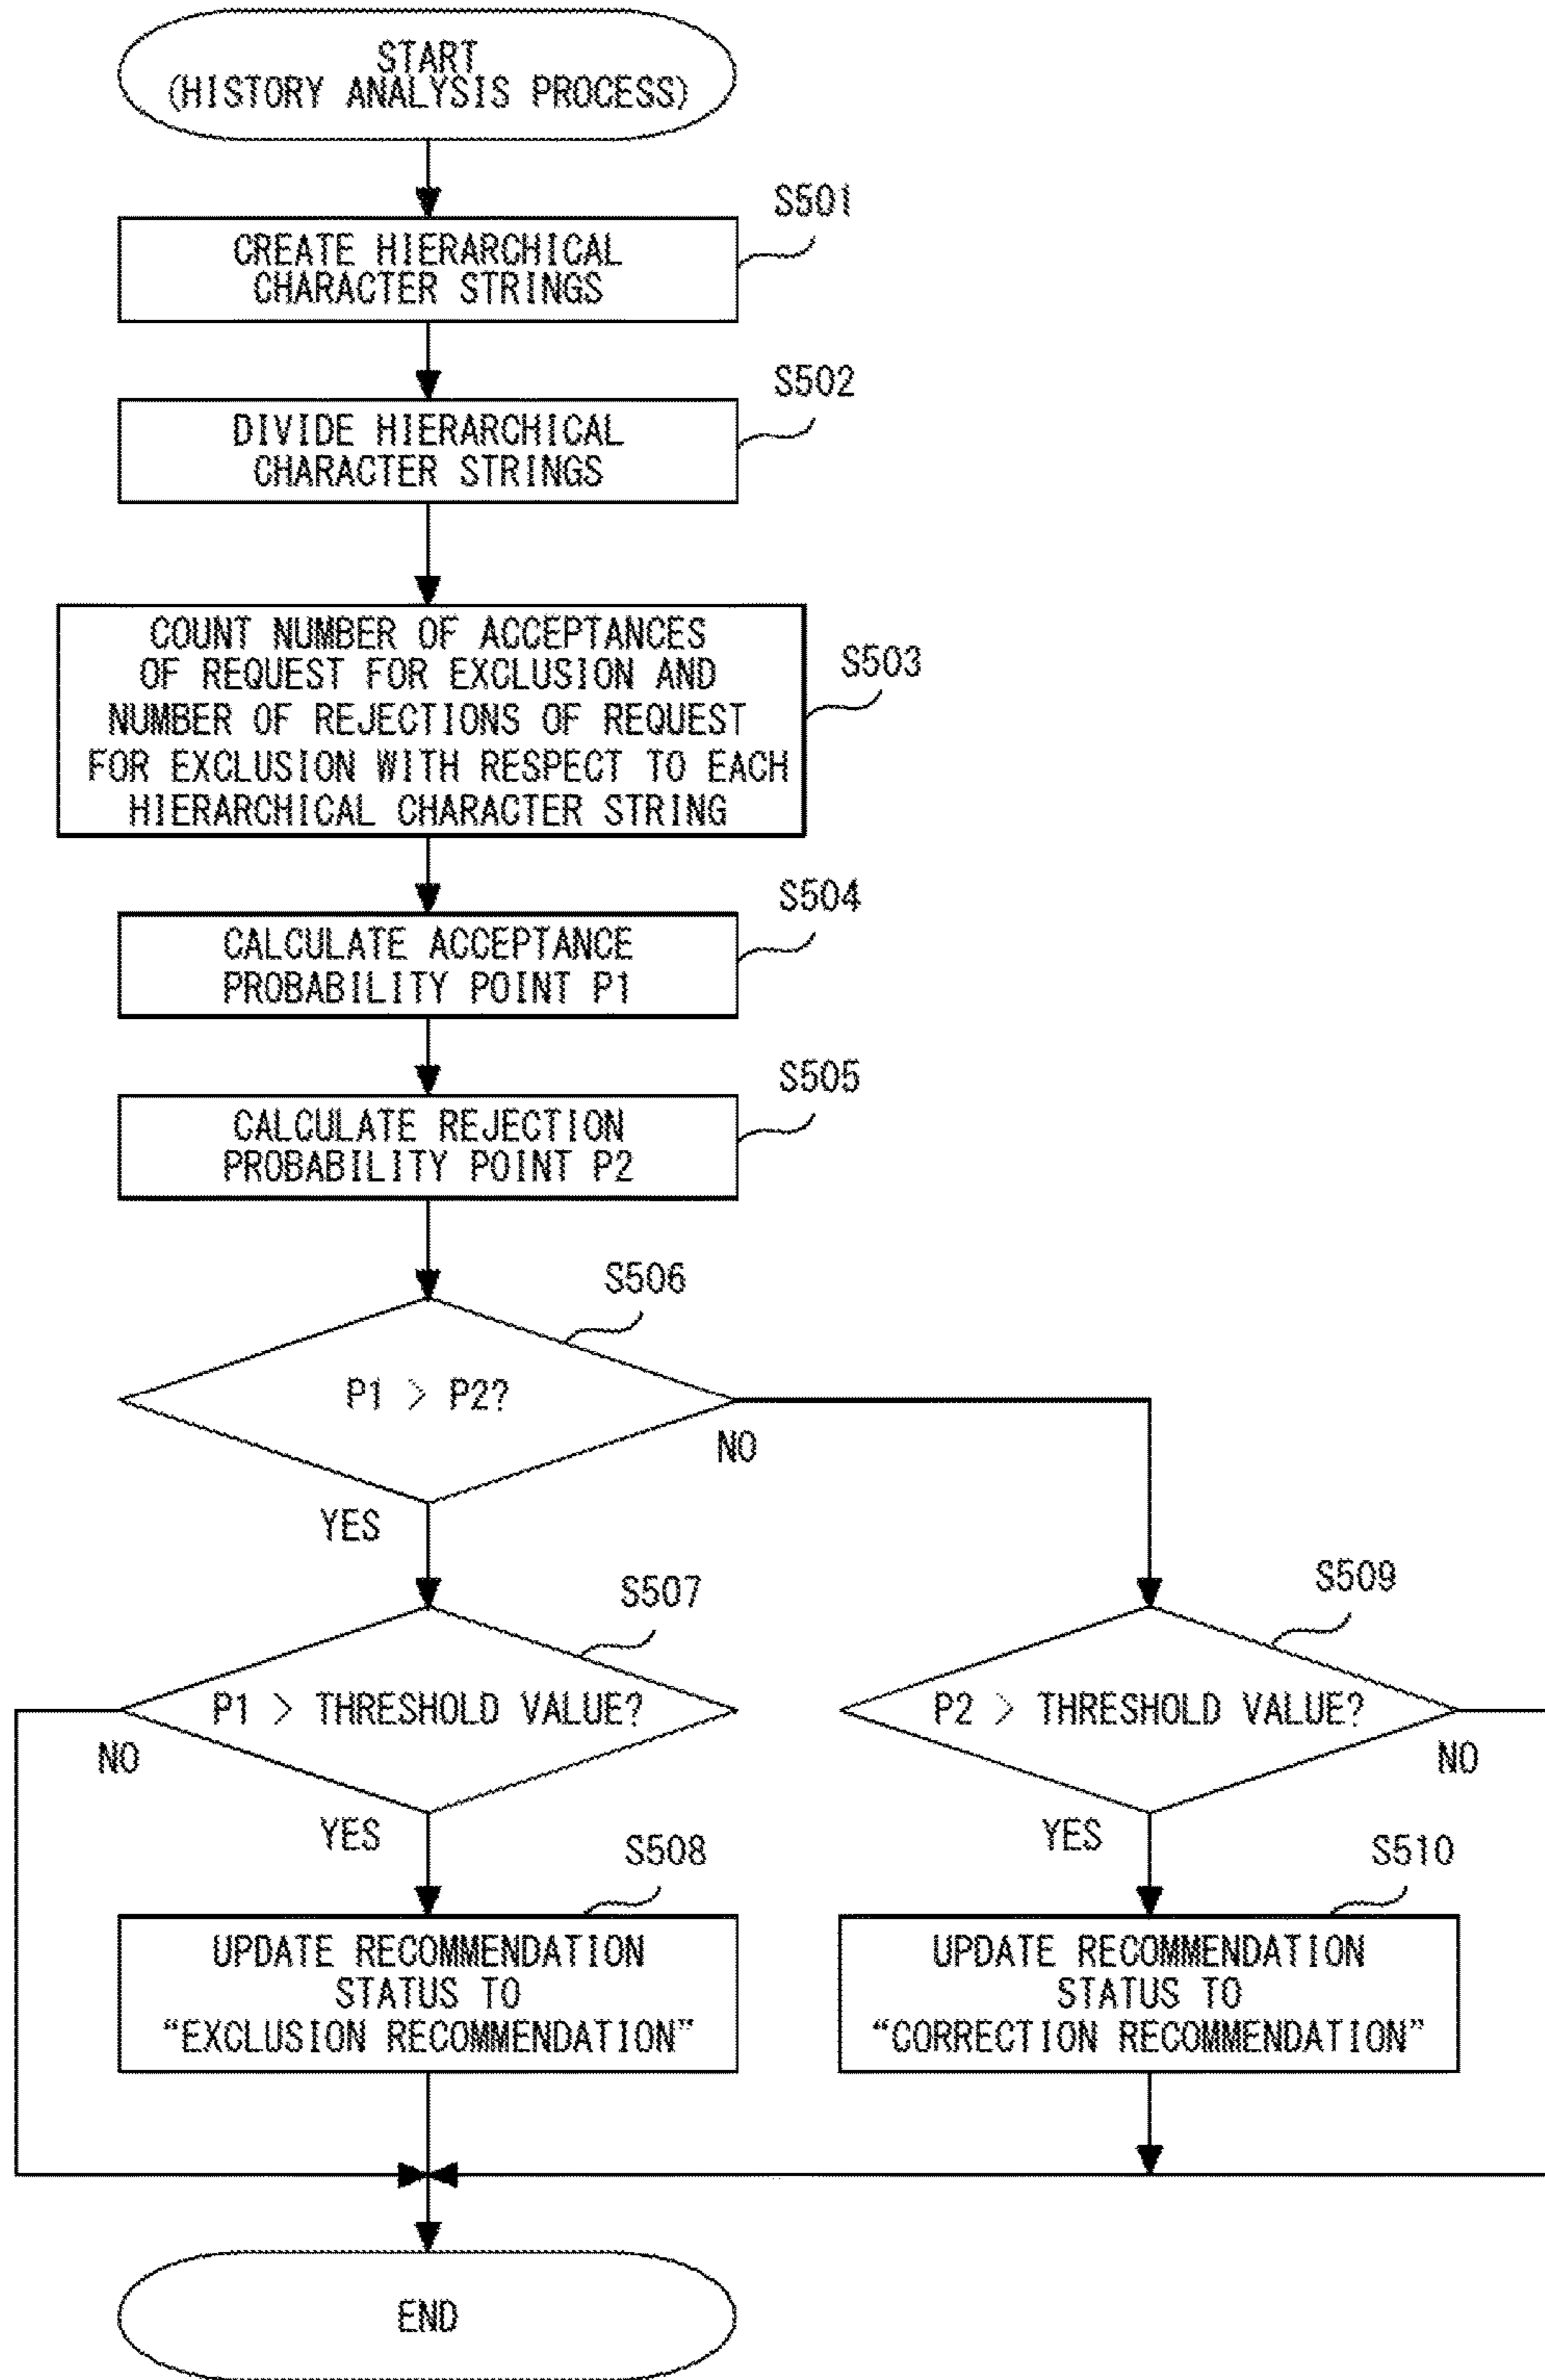 START
(HISTORY ANALYSIS PROCESS)
S501
CREATE HIERARCHICAL
CHARACTER STRINGS
S502
DIVIDE HIERARCHICAL
CHARACTER STRINGS
S503
COUNT NUMBER OF ACCEPTANCES
OF REQUEST FOR EXCLUSION AND
NUMBER OF REJECTIONS OF REQUEST
FOR EXCLUSION WITH RESPECT TO EACH
HIERARCHICAL CHARACTER STRING
S504
CALCULATE ACCEPTANCE
PROBABILITY POINT P1
S505
CALCULATE REJECTION
PROBABILITY POINT P2
S506
P1 > P2?
NO
YES
S507
P1 > THRESHOLD VALUE?
NO
YES
S508
UPDATE RECOMMENDATION
STATUS TO
“EXCLUSION RECOMMENDATION”
S509
P2 > THRESHOLD VALUE?
NO
YES
S510
UPDATE RECOMMENDATION
STATUS TO
“CORRECTION RECOMMENDATION”
END